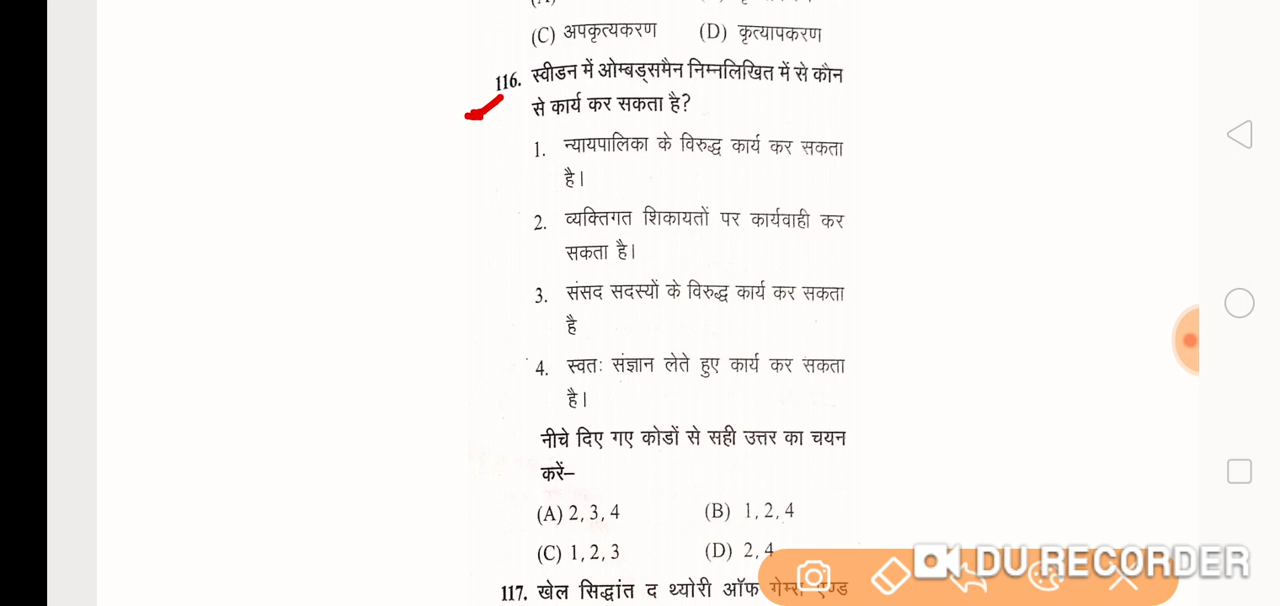 (C) अपकृत्यकरण (D) कृत्यापकरण
116. स्वीडन में ओम्बड्समैन निम्नलिखित में से कौन
से कार्य कर सकता है?
1. न्यायपालिका के विरुद्ध कार्य कर सकता
है।
2. व्यक्तिगत शिकायतों पर कार्यवाही कर
सकता है।
3. संसद सदस्यों के विरुद्ध कार्य कर सकता
है
4. स्वतः संज्ञान लेते हुए कार्य कर सकता
है।
नीचे दिए गए कोडों से सही उत्तर का चयन
करें–
(A) 2, 3, 4 (B) 1, 2, 4
(C) 1, 2, 3 (D) 2, 4
DU RECORDER
117. खेल सिद्धांत द थ्योरी ऑफ गेम्स एण्ड